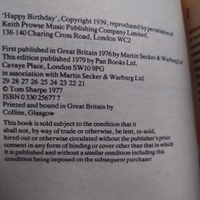 'Happy Birthday', Copyright 1939, reproduced by permission of
Keith Prowse Music Publishing Company Limited,
138-140 Charing Cross Road, London WC2
First published in Great Britain 1976 by Martin Secker & Warburg Ltd
This edition published 1979 by Pan Books Ltd,
Cavaye Place, London SW10 9PG
in association with Martin Secker & Warburg Ltd
29 28 27 26 25 24 23 22 21
© Tom Sharpe 1977
ISBN 0 330 25677 7
Printed and bound in Great Britain by
Collins, Glasgow
This book is sold subject to the condition that it
shall not, by way of trade or otherwise, be lent, re-sold,
hired out or otherwise circulated without the publisher's prior
consent in any form of binding or cover other than that in which
it is published and without a similar condition including this
condition being imposed on the subsequent purchaser